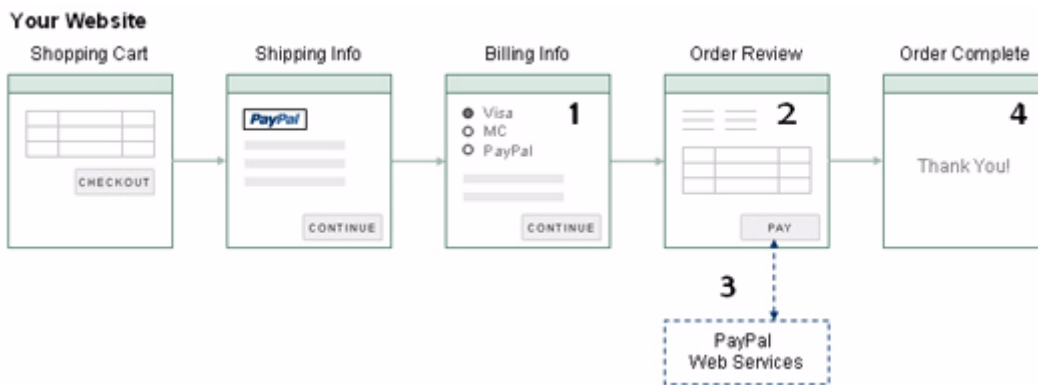 Your Website
Shopping Cart
Shipping Info
Billing Info
Order Review
Order Complete
CHECKOUT
PayPal
CONTINUE
Visa
MC
PayPal
1
CONTINUE
2
PAY
4
Thank You!
3
PayPal
Web Services